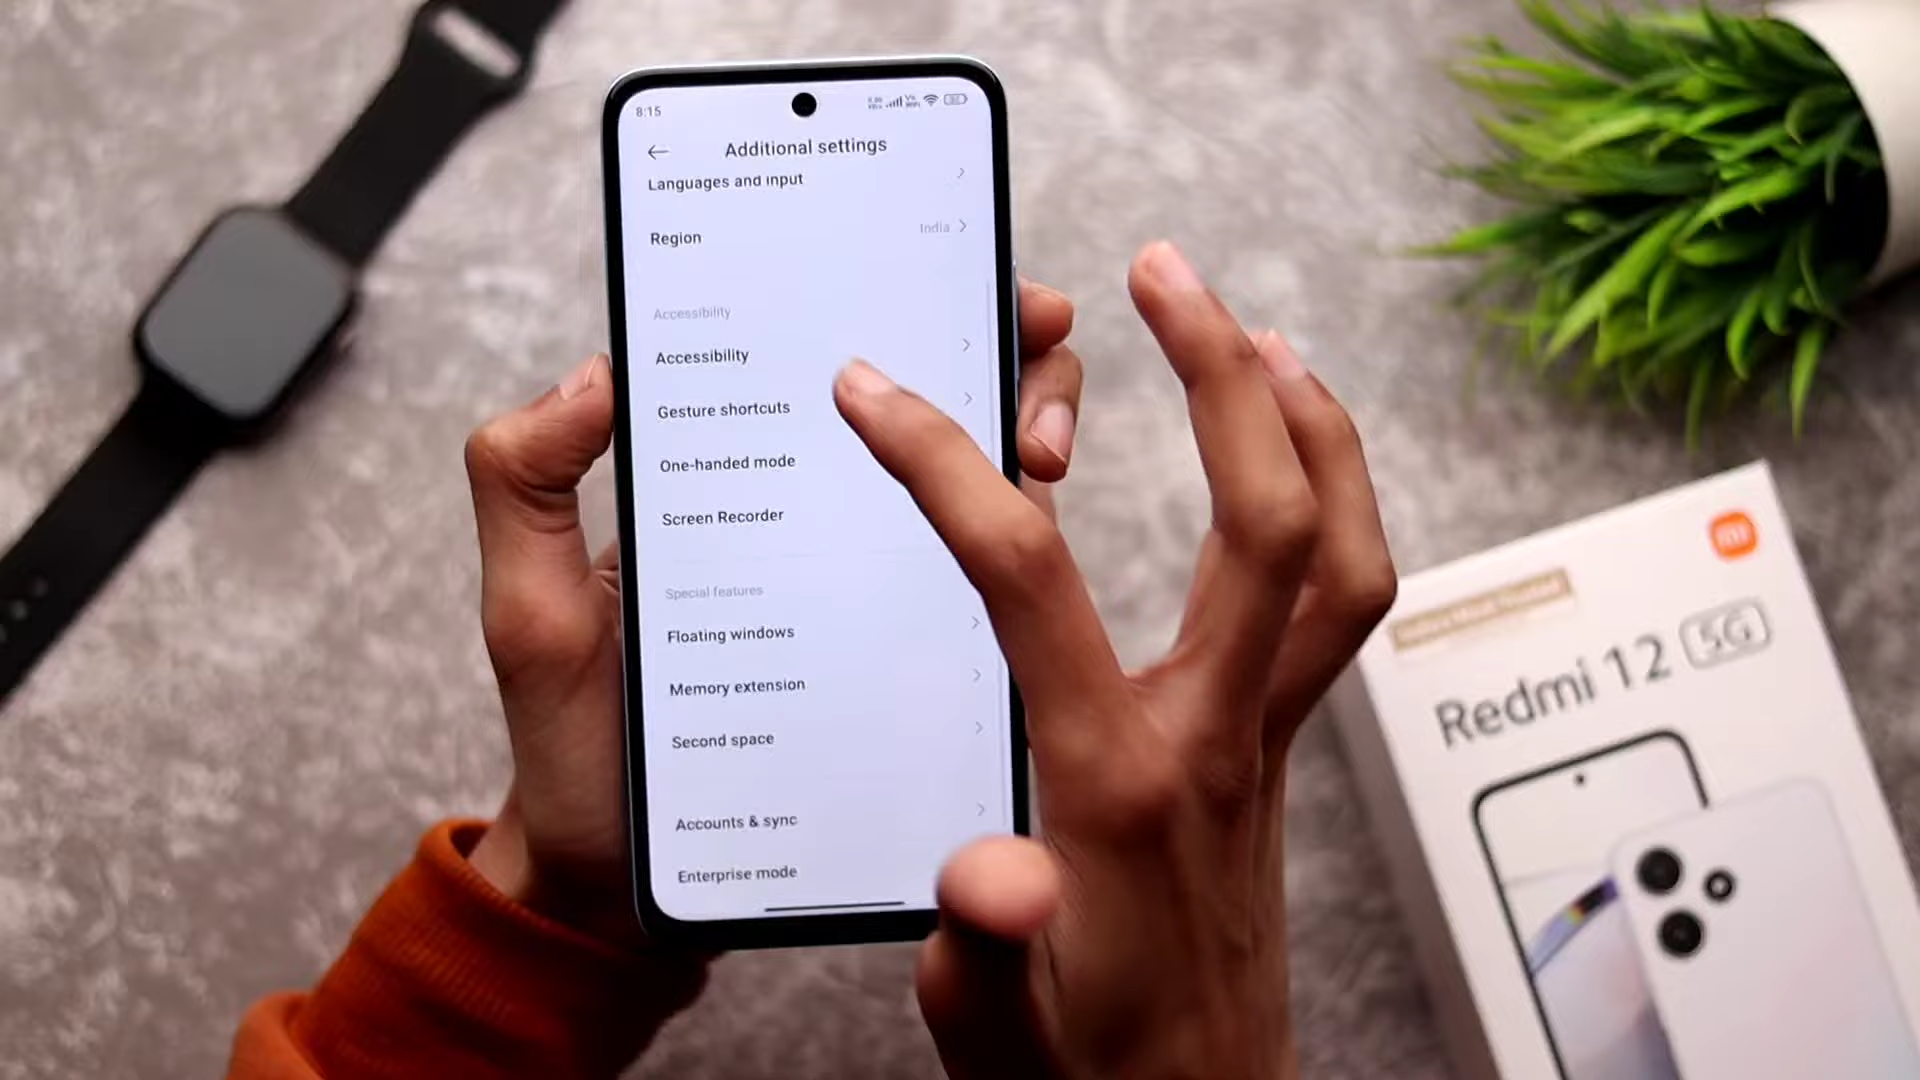 8:15
Additional settings
Languages and input
Region
India
Accessibility
Accessibility
Gesture shortcuts
One-handed mode
Screen Recorder
Special features
Floating windows
Memory extension
Second space
Accounts & sync
Enterprise mode
mi
Redmi 12 5G